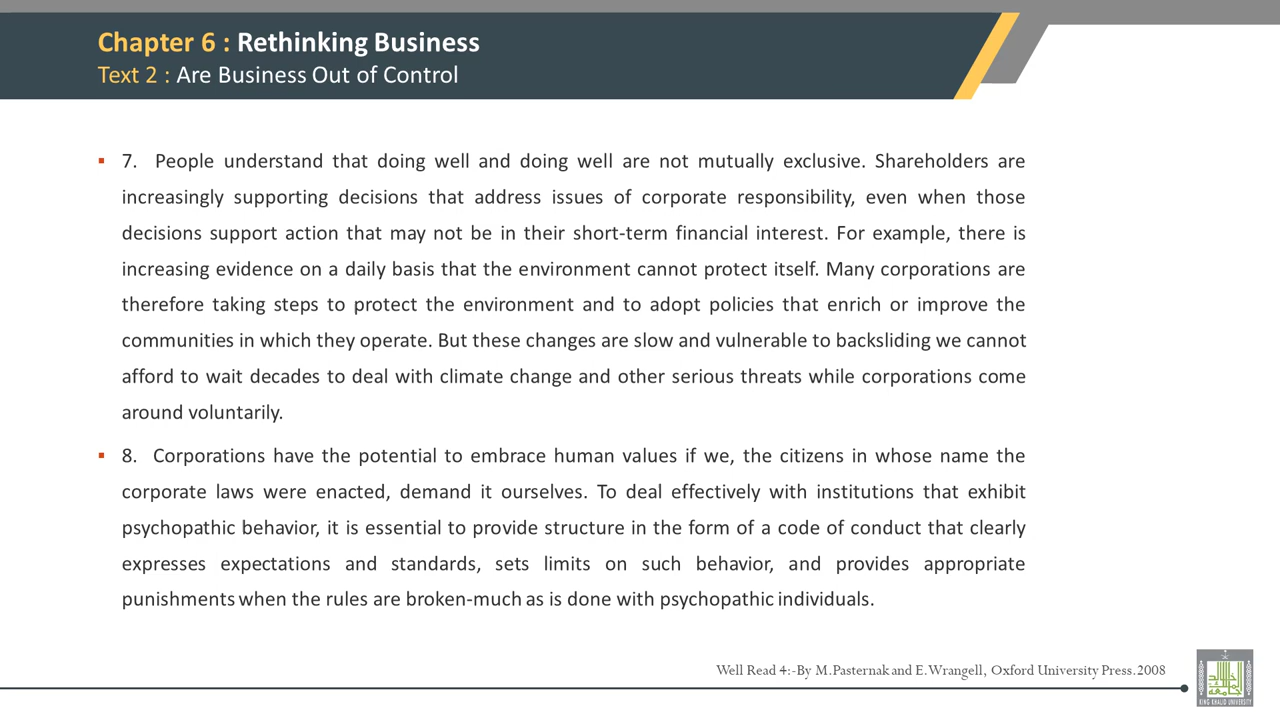 Chapter 6 : Rethinking Business
Text 2 : Are Business Out of Control
▪ 7. People understand that doing well and doing well are not mutually exclusive. Shareholders are
increasingly supporting decisions that address issues of corporate responsibility, even when those
decisions support action that may not be in their short-term financial interest. For example, there is
increasing evidence on a daily basis that the environment cannot protect itself. Many corporations are
therefore taking steps to protect the environment and to adopt policies that enrich or improve the
communities in which they operate. But these changes are slow and vulnerable to backsliding we cannot
afford to wait decades to deal with climate change and other serious threats while corporations come
around voluntarily.
▪ 8. Corporations have the potential to embrace human values if we, the citizens in whose name the
corporate laws were enacted, demand it ourselves. To deal effectively with institutions that exhibit
psychopathic behavior, it is essential to provide structure in the form of a code of conduct that clearly
expresses expectations and standards, sets limits on such behavior, and provides appropriate
punishments when the rules are broken-much as is done with psychopathic individuals.
Well Read 4:-By M.Pasternak and E.Wrangell, Oxford University Press.2008
KING KHALID UNIVERSITY